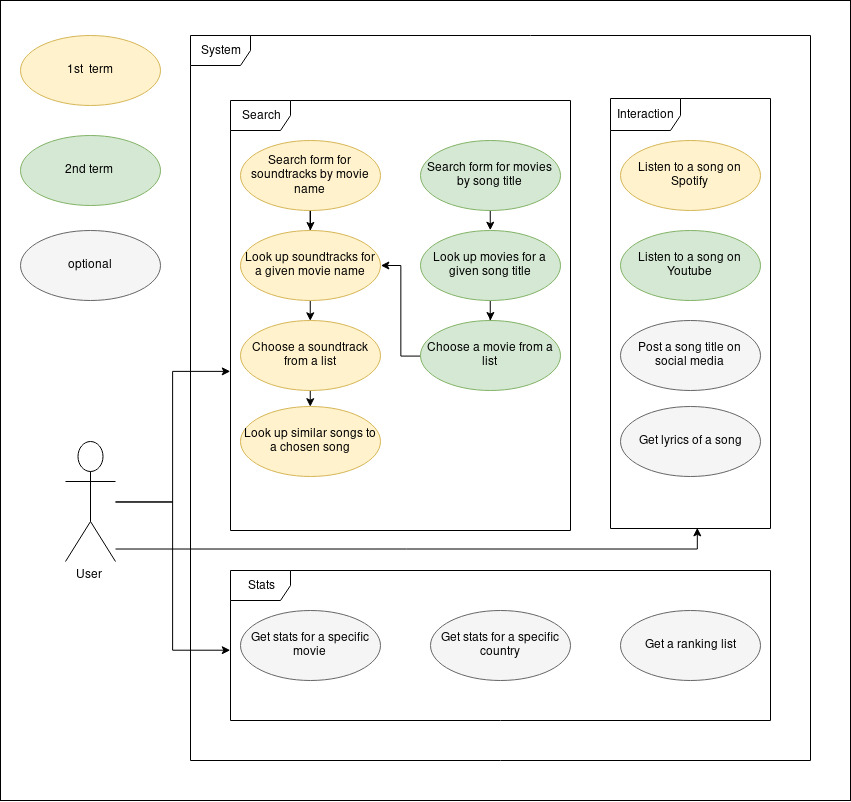 1st  term
2nd term
optional
User
System
Search
Search form for
soundtracks by movie
name
Look up soundtracks for
a given movie name
Choose a soundtrack
from a list
Look up similar songs to
a chosen song
Search form for movies
by song title
Look up movies for a
given song title
Choose a movie from a
list
Interaction
Listen to a song on
Spotify
Listen to a song on
Youtube
Post a song title on
social media
Get lyrics of a song
Stats
Get stats for a specific
movie
Get stats for a specific
country
Get a ranking list